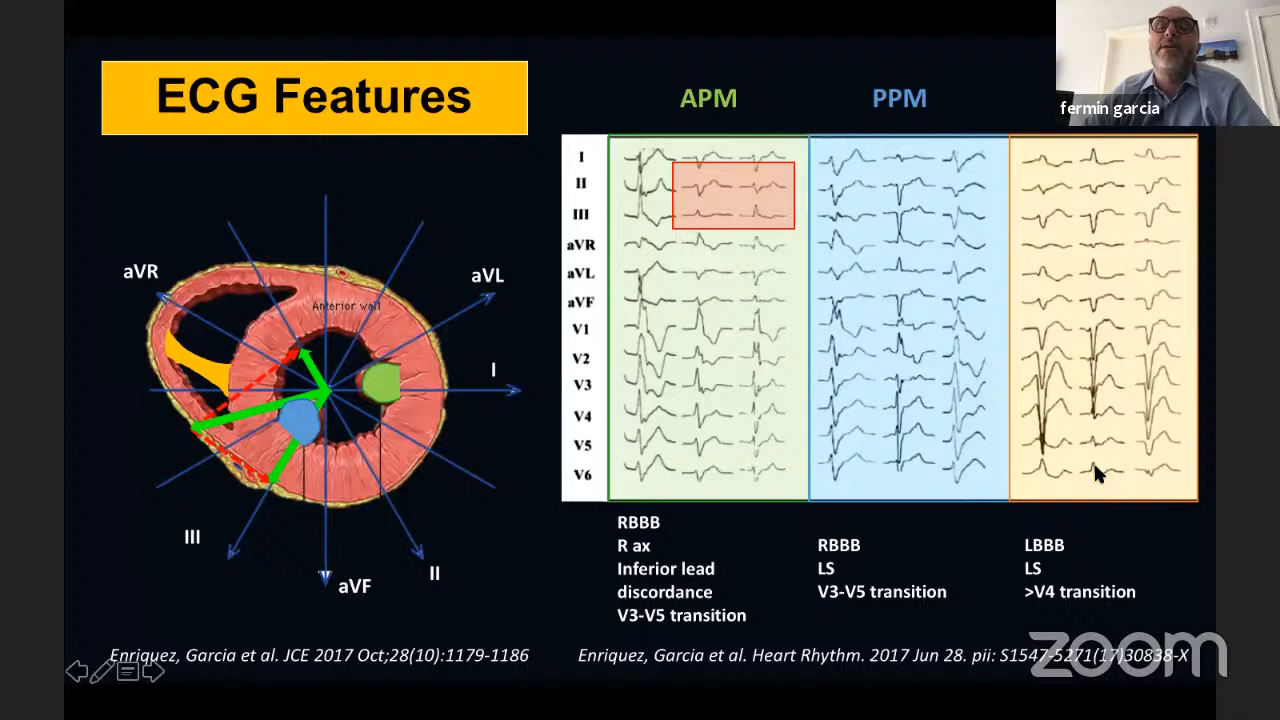 ECG Features
APM
PPM
fermin garcia
aVR
aVL
Anterior wall
I
III
aVF
II
I
II
III
aVR
aVL
aVF
V1
V2
V3
V4
V5
V6
RBBB
R ax
Inferior lead
discordance
V3-V5 transition
RBBB
LS
V3-V5 transition
LBBB
LS
>V4 transition
Enriquez, Garcia et al. JCE 2017 Oct;28(10):1179-1186
Enriquez, Garcia et al. Heart Rhythm. 2017 Jun 28. pii: S1547-5271(17)30838-X
zoom